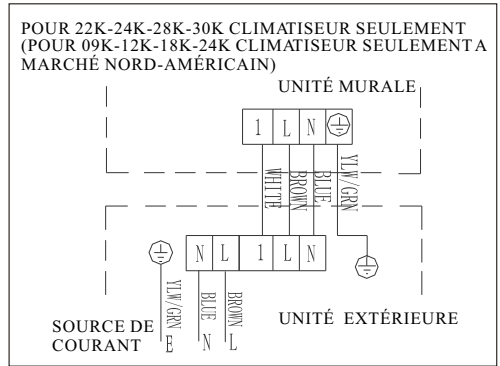 POUR 22K-24K-28K-30K CLIMATISEUR SEULEMENT
(POUR 09K-12K-18K-24K CLIMATISEUR SEULEMENT A
MARCHÉ NORD-AMÉRICAIN)
UNITÉ MURALE
1 L N
WHITE
BROWN
BLUE
YLW/GRN
N L 1 L N
YLW/GRN
BLUE
BROWN
SOURCE DE
COURANT
E N L
UNITÉ EXTÉRIEURE